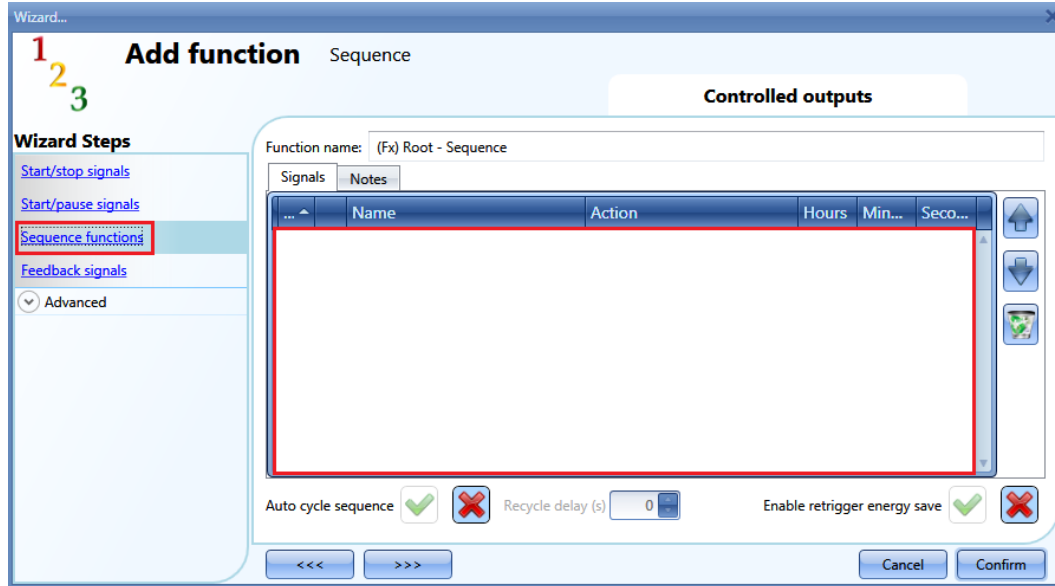 Wizard...
1 2 3
Add function Sequence
Controlled outputs
Wizard Steps
Start/stop signals
Start/pause signals
Sequence functions
Feedback signals
Advanced
Function name: (Fx) Root - Sequence
Signals Notes
... Name Action Hours Min... Seco...
Auto cycle sequence Recycle delay (s) 0 Enable retrigger energy save
<<< >>> Cancel Confirm